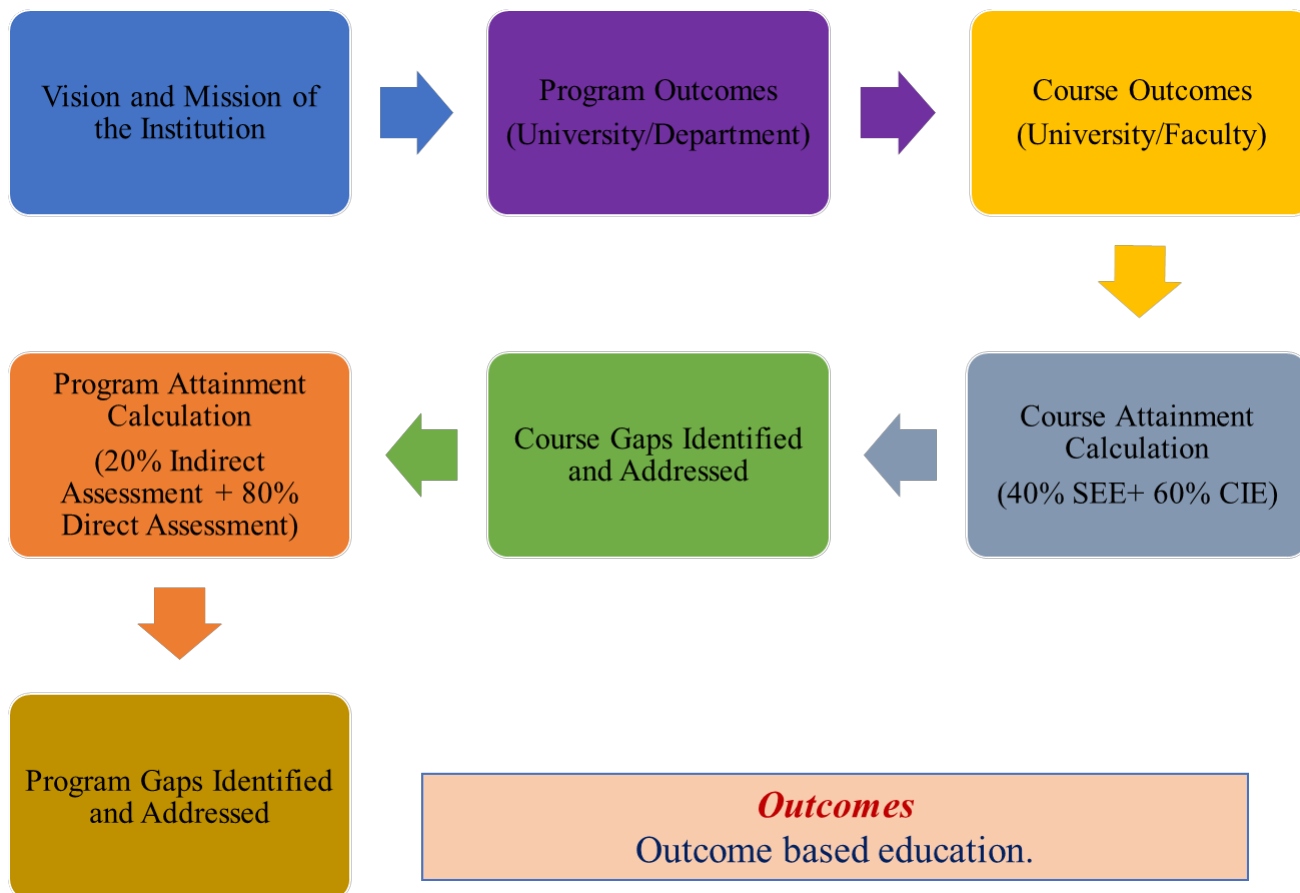 Vision and Mission of
the Institution
Program Outcomes
(University/Department)
Course Outcomes
(University/Faculty)
Course Attainment
Calculation
(40% SEE+ 60% CIE)
Course Gaps Identified
and Addressed
Program Attainment
Calculation
(20% Indirect
Assessment + 80%
Direct Assessment)
Program Gaps Identified
and Addressed
Outcomes
Outcome based education.